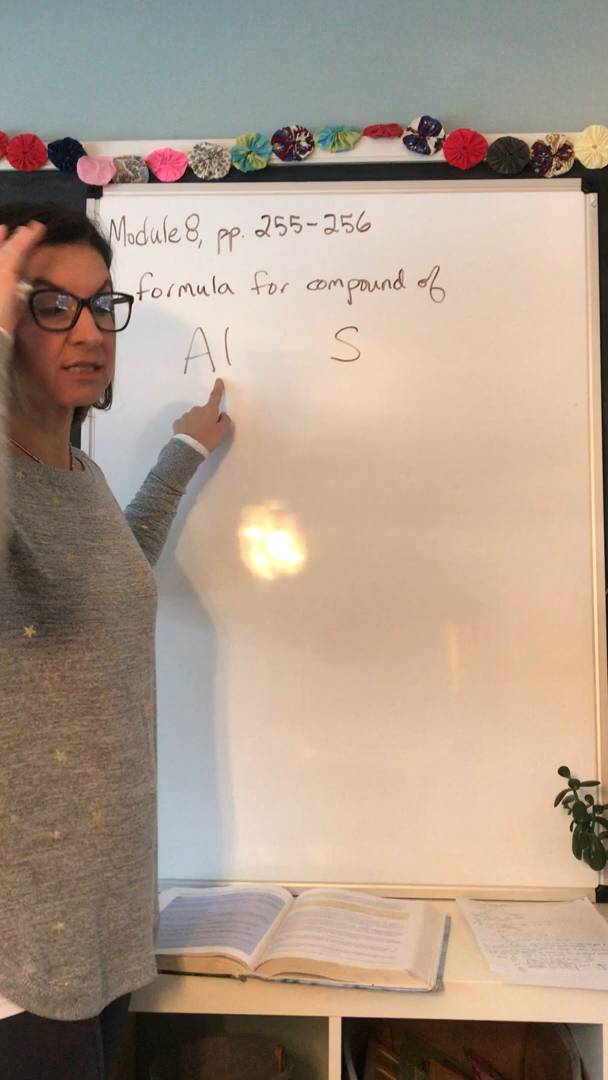 Module 8, pp. 255-256
formula for compound of
Al S